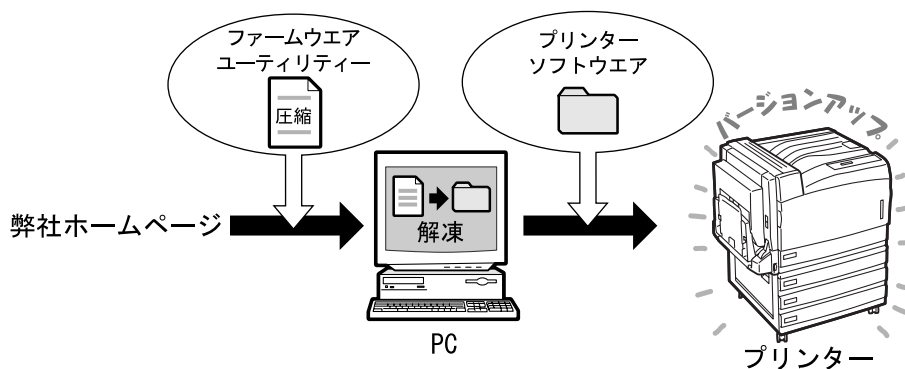 ファームウエア
ユーティリティー
圧縮
プリンター
ソフトウエア
バージョンアップ
弊社ホームページ
解凍
PC
プリンター